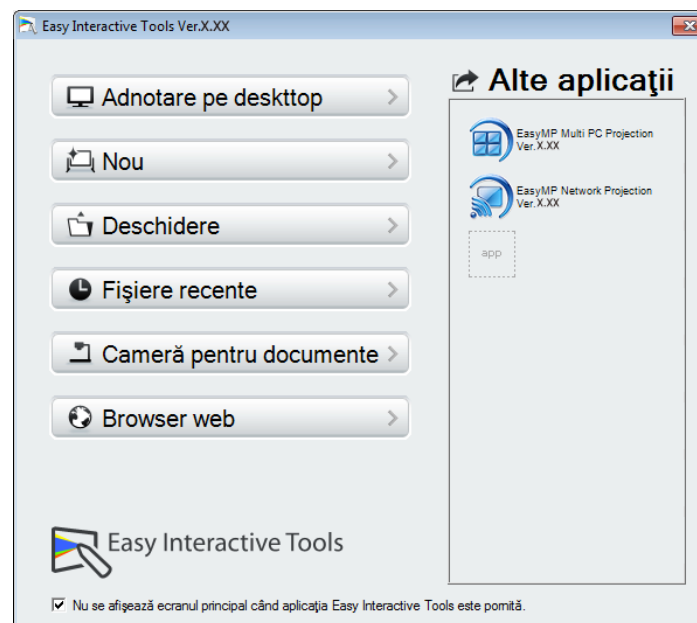 Easy Interactive Tools Ver.X.XX
Adnotare pe deskttop
Nou
Deschidere
Fişiere recente
Cameră pentru documente
Browser web
Alte aplicaţii
EasyMP Multi PC Projection
Ver.X.XX
EasyMP Network Projection
Ver.X.XX
app
Easy Interactive Tools
Nu se afişează ecranul principal când aplicaţia Easy Interactive Tools este pornită.